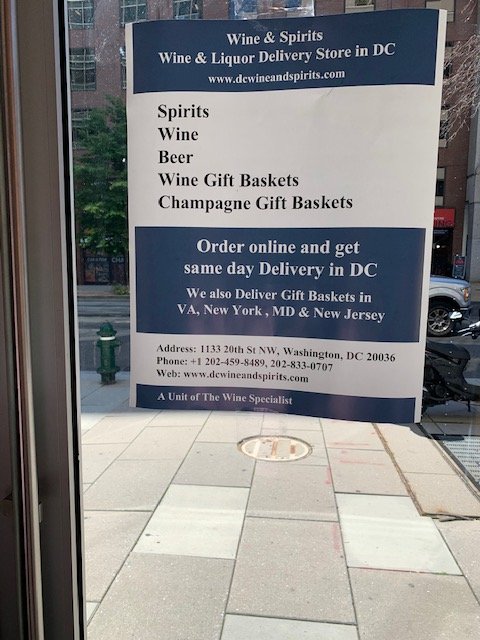 Wine & Spirits
Wine & Liquor Delivery Store in DC
www.dcwineandspirits.com
Spirits
Wine
Beer
Wine Gift Baskets
Champagne Gift Baskets
Order online and get
same day Delivery in DC
We also Deliver Gift Baskets in
VA, New York , MD & New Jersey
Address: 1133 20th St NW, Washington, DC 20036
Phone: +1 202-459-8489, 202-833-0707
Web: www.dcwineandspirits.com
A Unit of The Wine Specialist